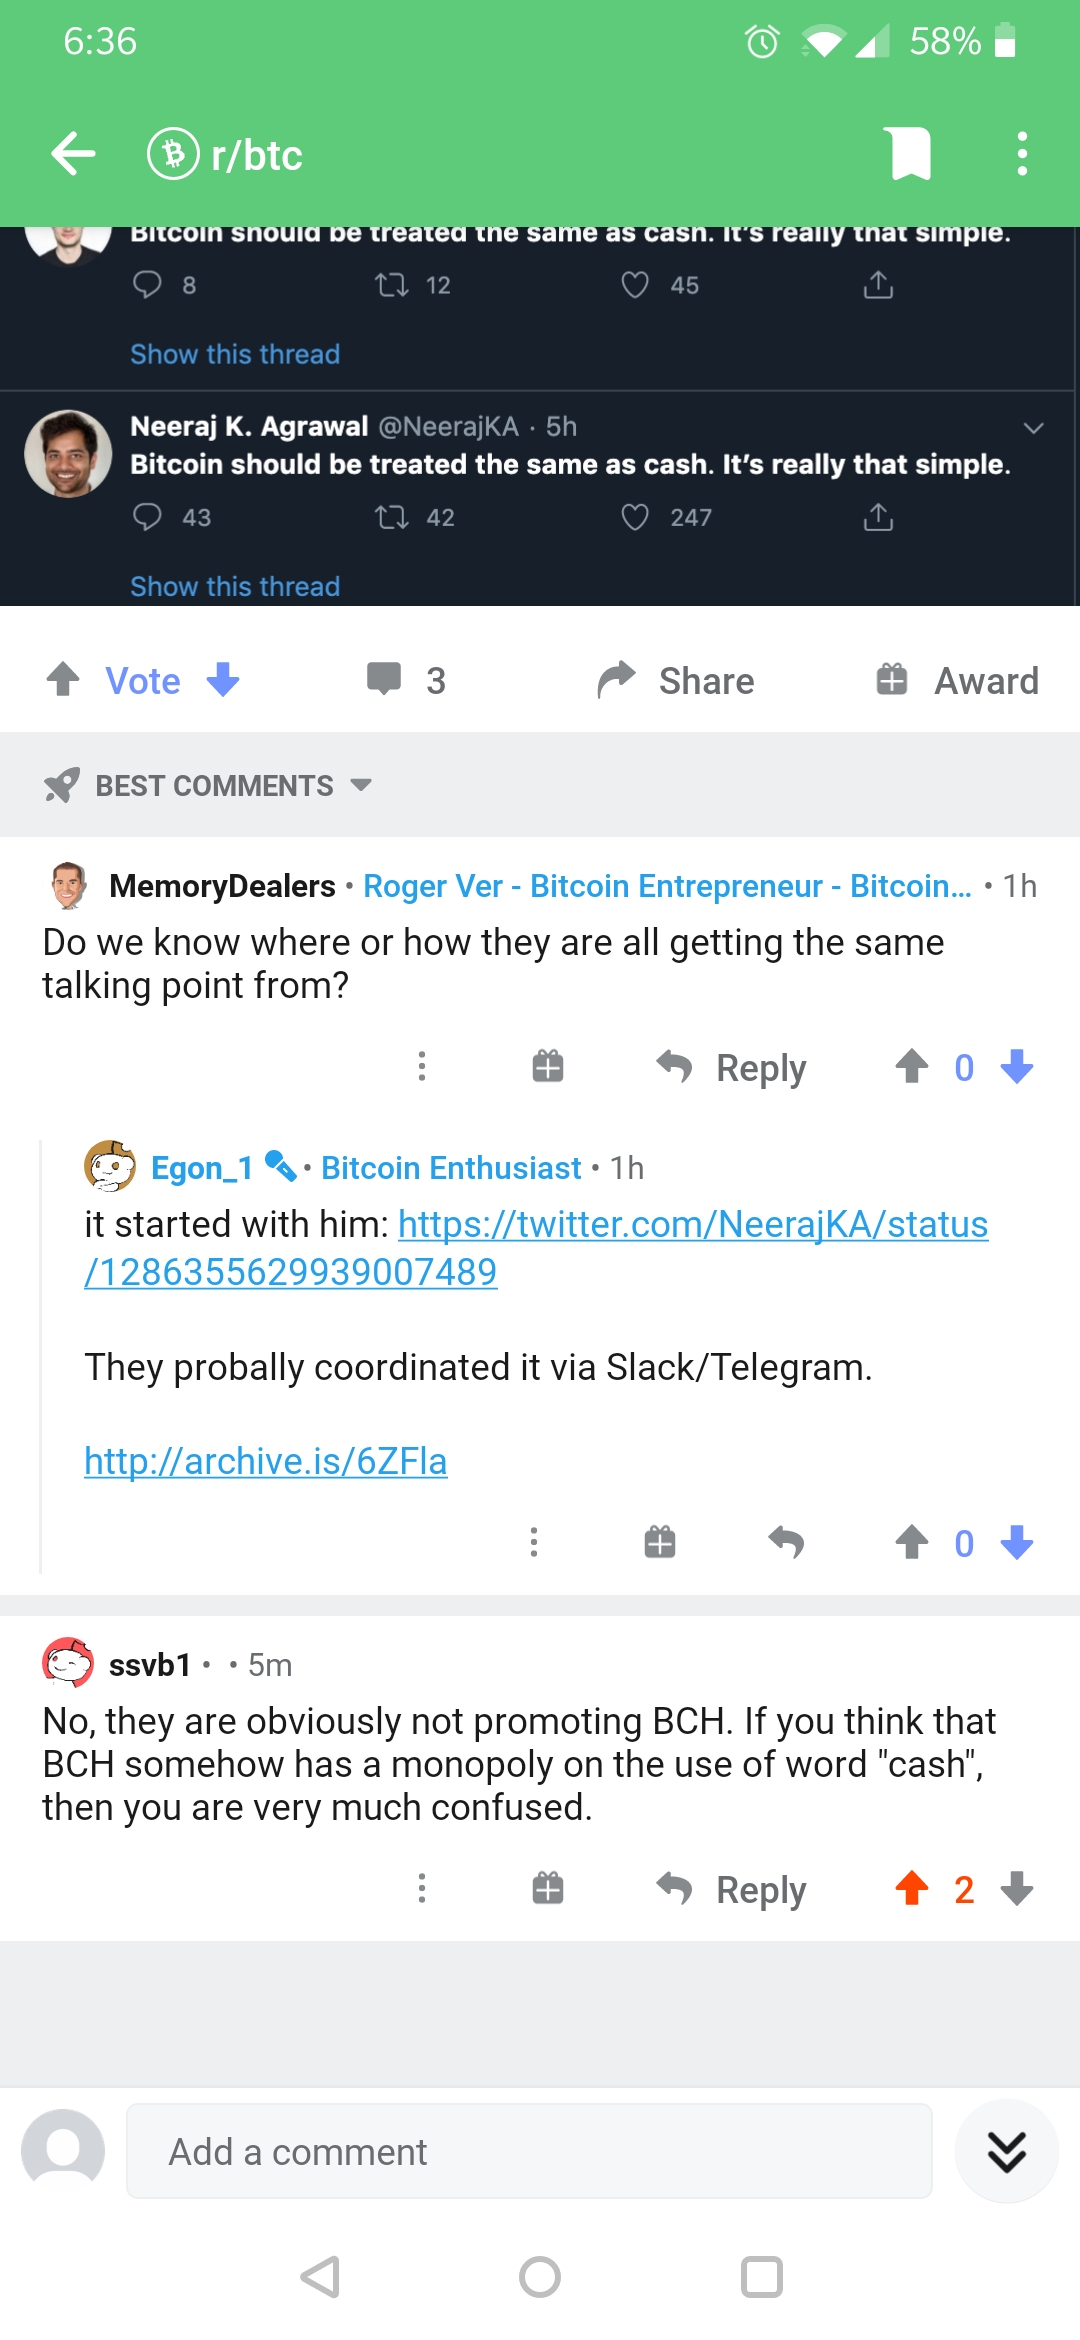 6:36
58%
r/btc
Bitcoin should be treated the same as cash. It's really that simple.
8 12 45
Show this thread
Neeraj K. Agrawal @NeerajKA · 5h
Bitcoin should be treated the same as cash. It's really that simple.
43 42 247
Show this thread
Vote 3 Share Award
BEST COMMENTS
MemoryDealers • Roger Ver - Bitcoin Entrepreneur - Bitcoin... • 1h
Do we know where or how they are all getting the same
talking point from?
Reply 0
Egon_1 • Bitcoin Enthusiast • 1h
it started with him: https://twitter.com/NeerajKA/status
/1286355629939007489
They probally coordinated it via Slack/Telegram.
http://archive.is/6ZFla
0
ssvb1 • • 5m
No, they are obviously not promoting BCH. If you think that
BCH somehow has a monopoly on the use of word "cash",
then you are very much confused.
Reply 2
Add a comment